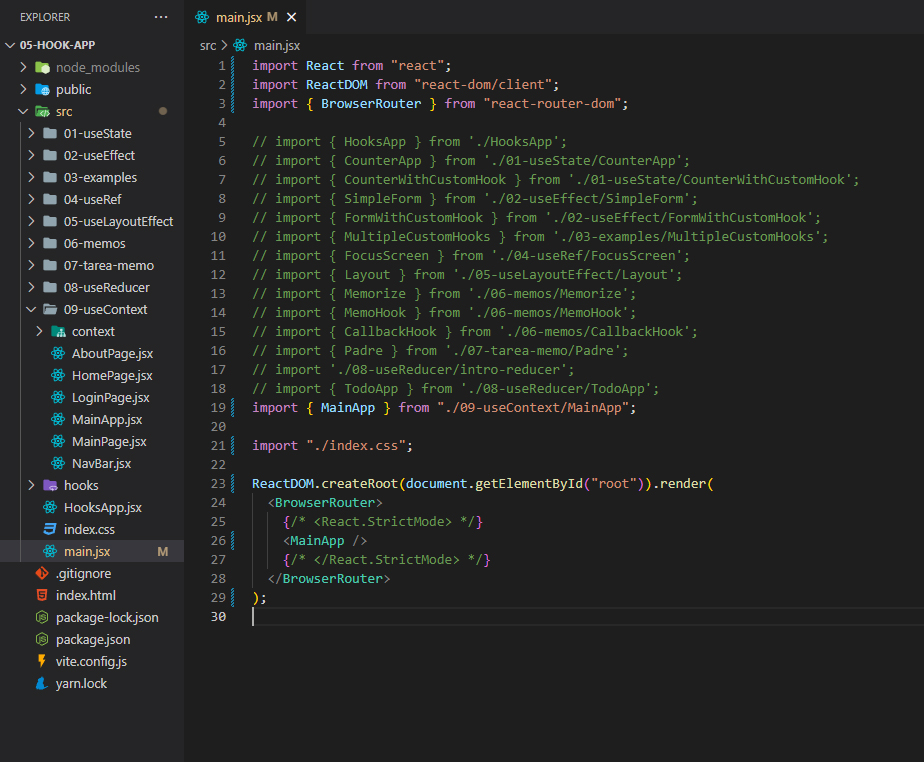 EXPLORER ...
05-HOOK-APP
node_modules
public
src
01-useState
02-useEffect
03-examples
04-useRef
05-useLayoutEffect
06-memos
07-tarea-memo
08-useReducer
09-useContext
context
AboutPage.jsx
HomePage.jsx
LoginPage.jsx
MainApp.jsx
MainPage.jsx
NavBar.jsx
hooks
HooksApp.jsx
index.css
main.jsx M
.gitignore
index.html
package-lock.json
package.json
vite.config.js
yarn.lock
main.jsx M
src > main.jsx
1 import React from "react";
2 import ReactDOM from "react-dom/client";
3 import { BrowserRouter } from "react-router-dom";
4
5 // import { HooksApp } from './HooksApp';
6 // import { CounterApp } from './01-useState/CounterApp';
7 // import { CounterWithCustomHook } from './01-useState/CounterWithCustomHook';
8 // import { SimpleForm } from './02-useEffect/SimpleForm';
9 // import { FormWithCustomHook } from './02-useEffect/FormWithCustomHook';
10 // import { MultipleCustomHooks } from './03-examples/MultipleCustomHooks';
11 // import { FocusScreen } from './04-useRef/FocusScreen';
12 // import { Layout } from './05-useLayoutEffect/Layout';
13 // import { Memorize } from './06-memos/Memorize';
14 // import { MemoHook } from './06-memos/MemoHook';
15 // import { CallbackHook } from './06-memos/CallbackHook';
16 // import { Padre } from './07-tarea-memo/Padre';
17 // import './08-useReducer/intro-reducer';
18 // import { TodoApp } from './08-useReducer/TodoApp';
19 import { MainApp } from "./09-useContext/MainApp";
20
21 import "./index.css";
22
23 ReactDOM.createRoot(document.getElementById("root")).render(
24 <BrowserRouter>
25 {/* <React.StrictMode> */}
26 <MainApp />
27 {/* </React.StrictMode> */}
28 </BrowserRouter>
29 );
30